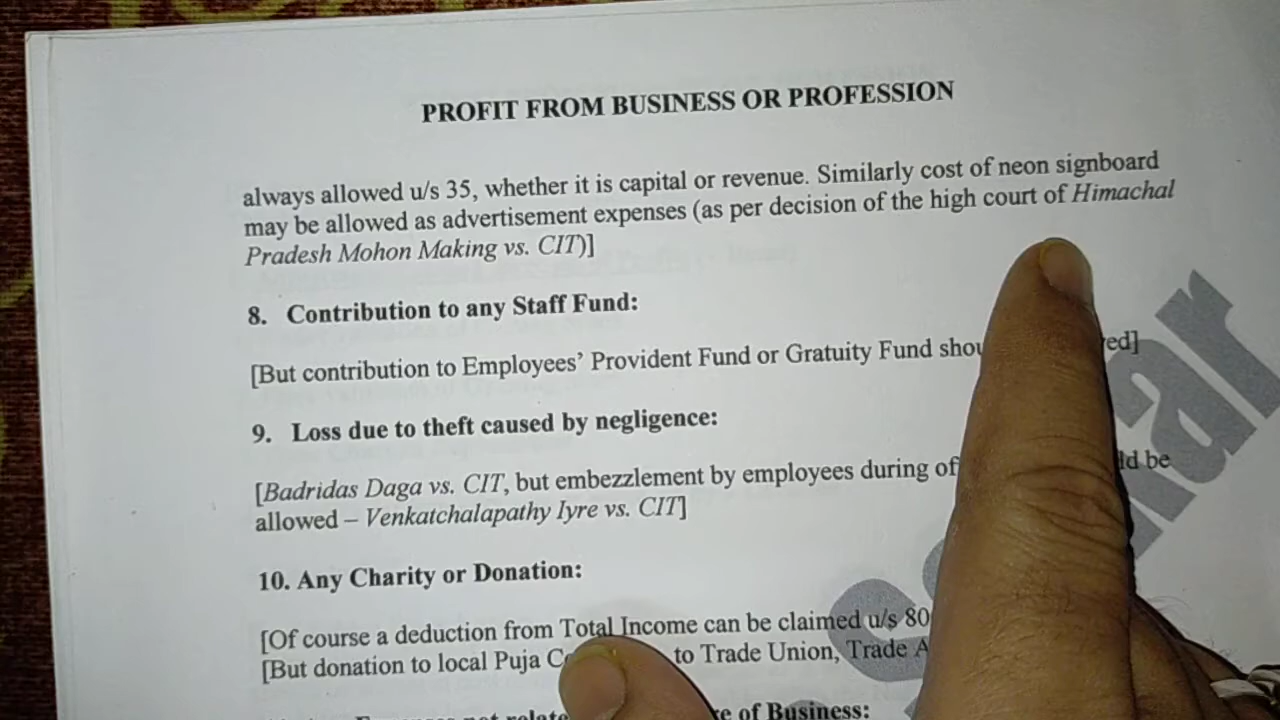 PROFIT FROM BUSINESS OR PROFESSION
always allowed u/s 35, whether it is capital or revenue. Similarly cost of neon signboard
may be allowed as advertisement expenses (as per decision of the high court of Himachal
Pradesh Mohon Making vs. CIT)]
8. Contribution to any Staff Fund:
[But contribution to Employees' Provident Fund or Gratuity Fund
9. Loss due to theft caused by negligence:
[Badridas Daga vs. CIT, but embezzlement by employees during be
allowed – Venkatchalapathy Iyre vs. CIT]
10. Any Charity or Donation:
[Of course a deduction from Total Income can be claimed u/s
[But donation to local Puja to Trade Union, Trade
of Business: